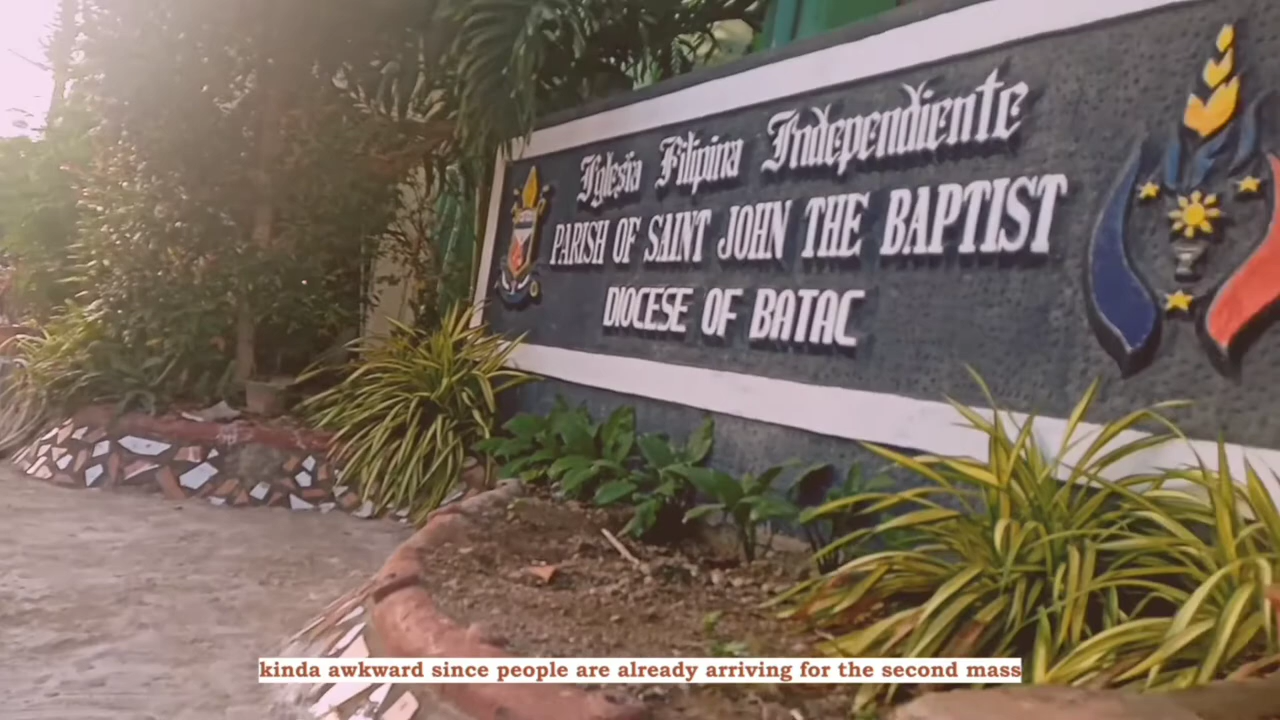 Iglesia Filipina Independiente
PARISH OF SAINT JOHN THE BAPTIST
DIOCESE OF BATAC
kinda awkward since people are already arriving for the second mass